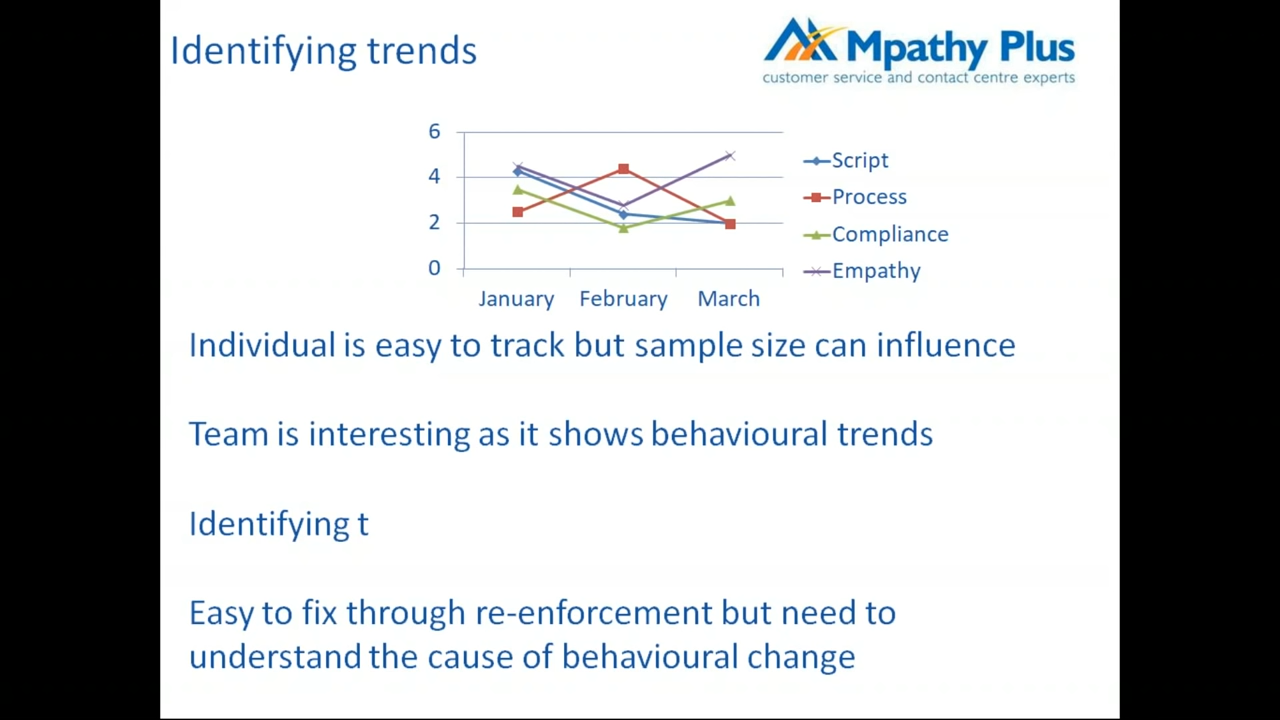 Identifying trends
Mpathy Plus
customer service and contact centre experts
6
4
2
0
January February March
Script
Process
Compliance
Empathy
Individual is easy to track but sample size can influence
Team is interesting as it shows behavioural trends
Identifying t
Easy to fix through re-enforcement but need to
understand the cause of behavioural change